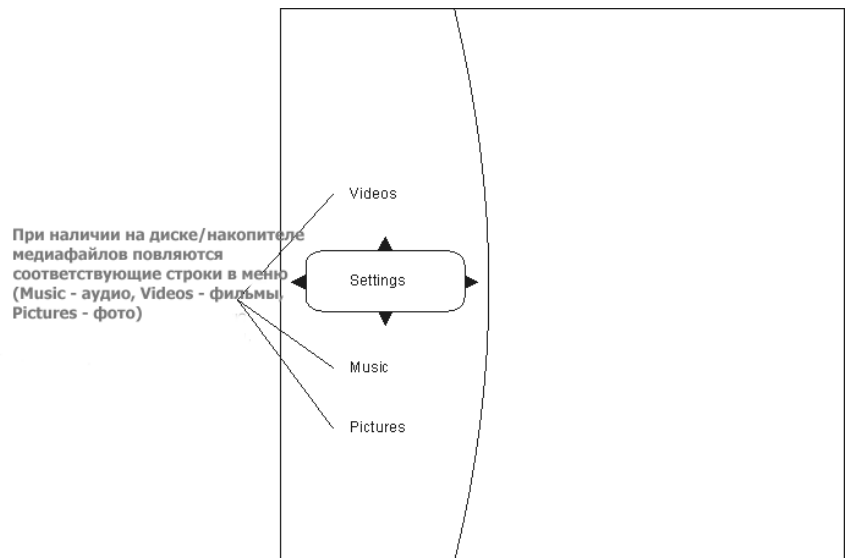 При наличии на диске/накопителе
медиафайлов повляются
соответствующие строки в меню
(Music - аудио, Videos - фильмы,
Pictures - фото)
Videos
Settings
Music
Pictures